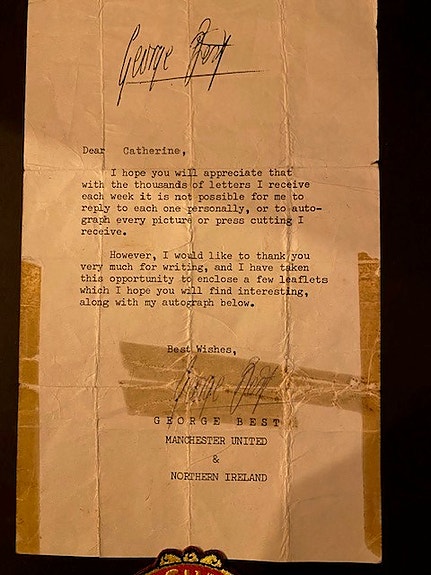 George Best
Dear Catherine,
I hope you will appreciate that
with the thousands of letters I receive
each week it is not possible for me to
reply to each one personally, or to auto-
graph every picture or press cutting I
receive.
However, I would like to thank you
very much for writing, and I have taken
this opportunity to enclose a few leaflets
which I hope you will find interesting,
along with my autograph below.
Best Wishes,
George Best
GEORGE BEST
MANCHESTER UNITED
&
NORTHERN IRELAND